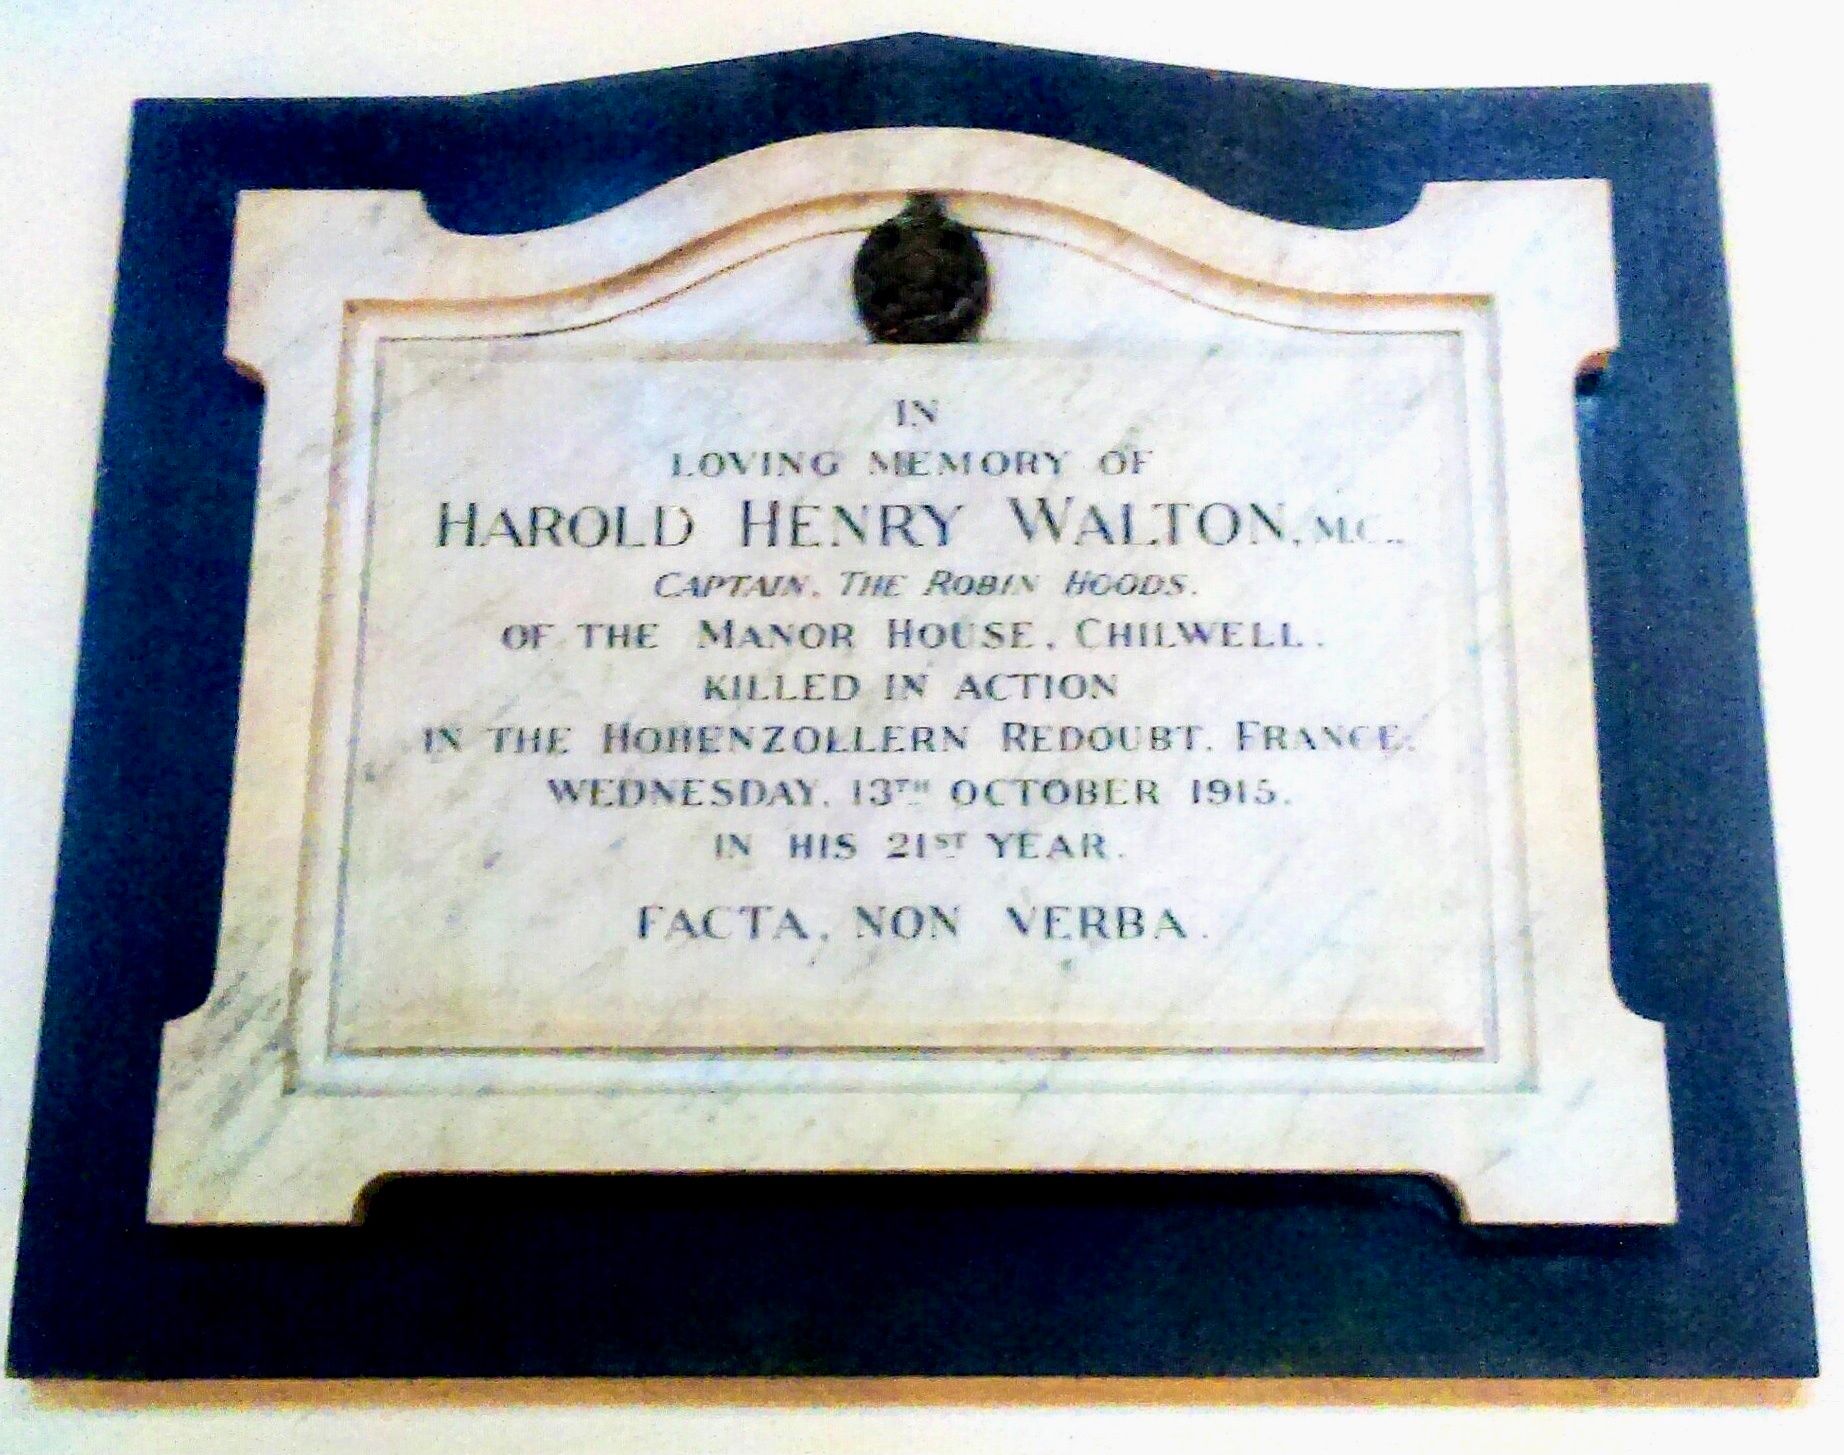 IN
LOVING MEMORY OF
HAROLD HENRY WALTON, M.C.,
CAPTAIN, THE ROBIN HOODS.
OF THE MANOR HOUSE, CHILWELL.
KILLED IN ACTION
IN THE HOHENZOLLERN REDOUBT, FRANCE:
WEDNESDAY, 13TH OCTOBER 1915.
IN HIS 21ST YEAR.
FACTA, NON VERBA.